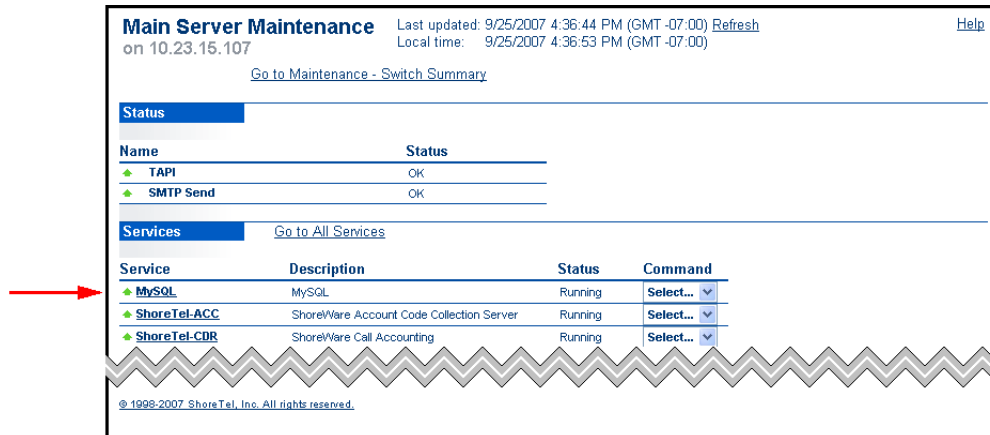 Main Server Maintenance Last updated: 9/25/2007 4:36:44 PM (GMT -07:00) Refresh Help
on 10.23.15.107 Local time: 9/25/2007 4:36:53 PM (GMT -07:00)
Go to Maintenance - Switch Summary
Status
Name Status
TAPI OK
SMTP Send OK
Services Go to All Services
Service Description Status Command
MySQL MySQL Running Select...
ShoreTel-ACC ShoreWare Account Code Collection Server Running Select...
ShoreTel-CDR ShoreWare Call Accounting Running Select...
© 1998-2007 ShoreTel, Inc. All rights reserved.